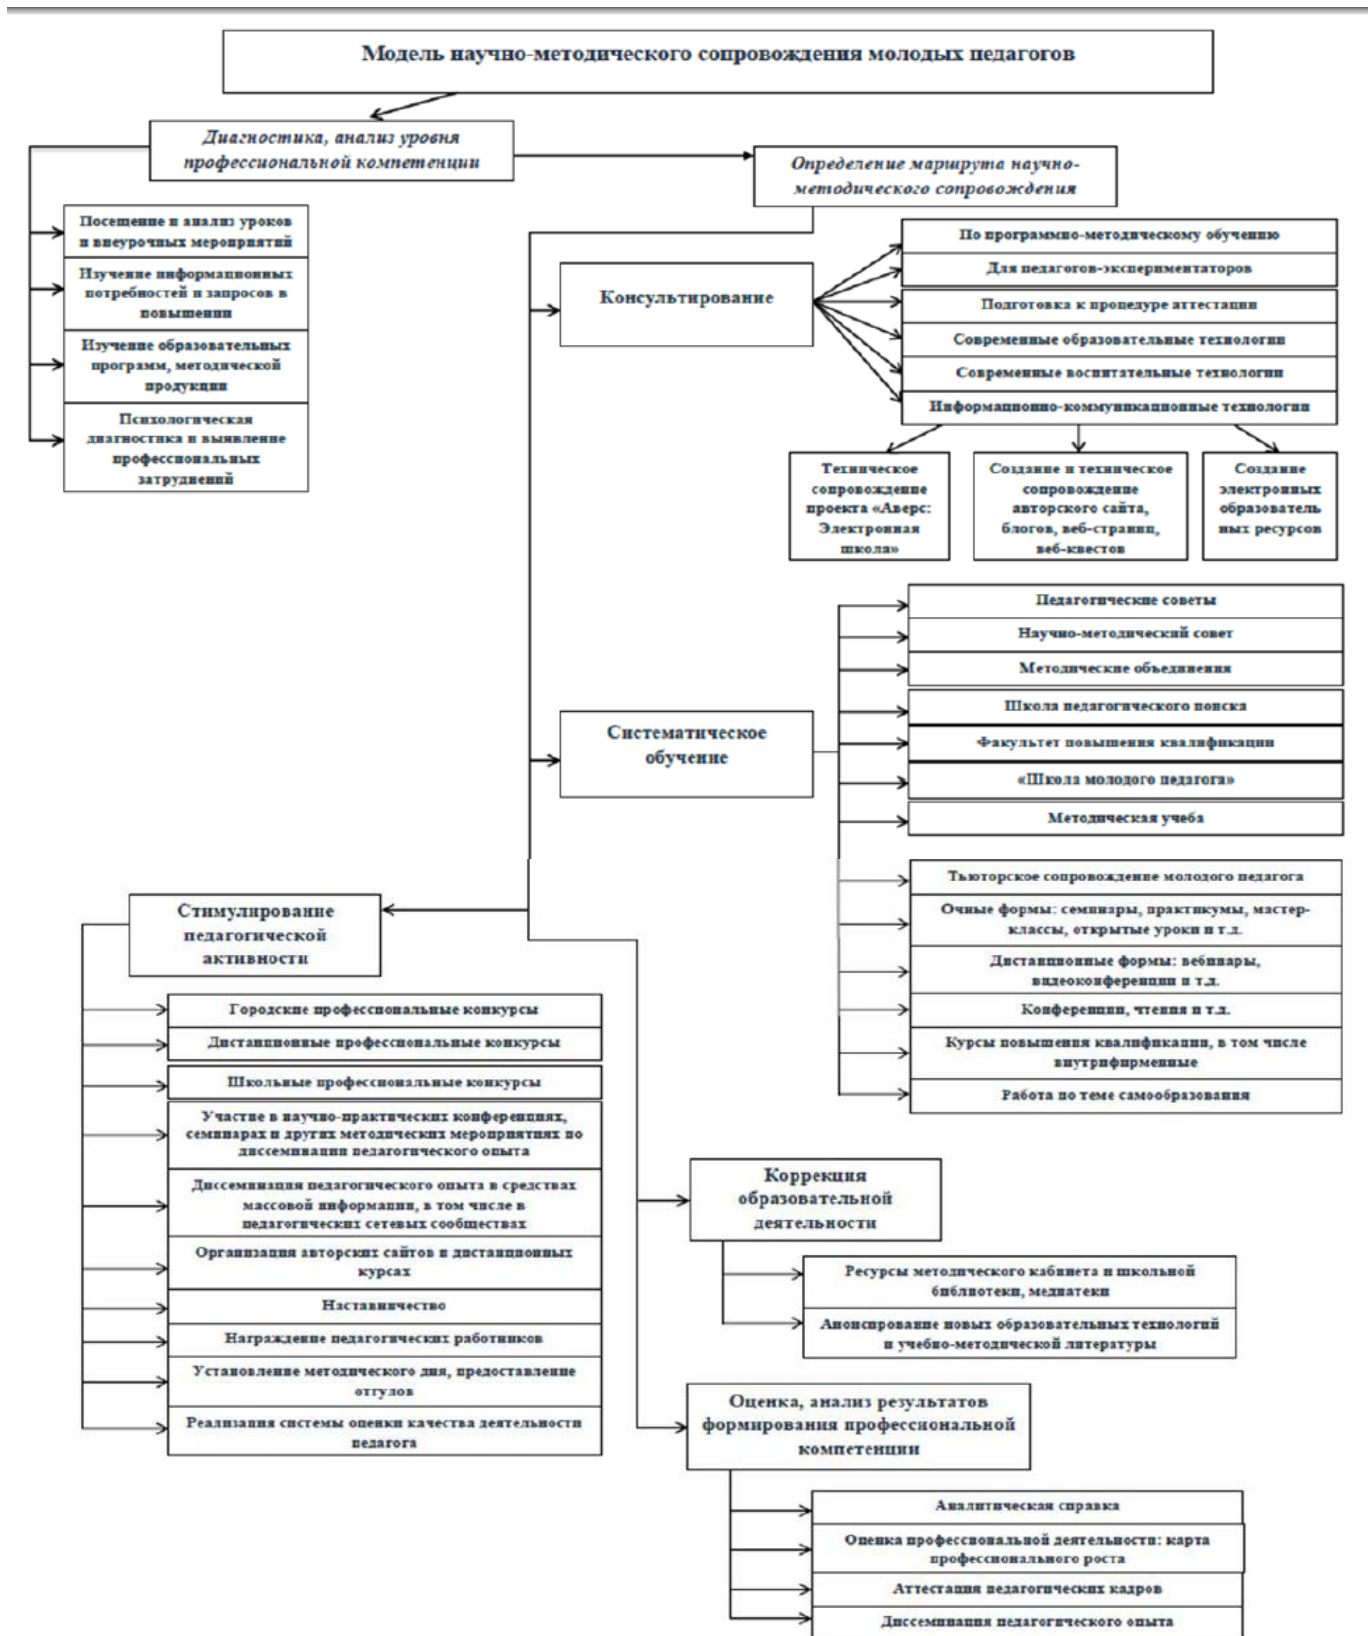 Модель научно-методического сопровождения молодых педагогов
Диагностика, анализ уровня
профессиональной компетенции
Определение маршрута научно-
методического сопровождения
Посещение и анализ уроков
и внеурочных мероприятий
Изучение информационных
потребностей и запросов в
повышении
Изучение образовательных
программ, методической
продукции
Психологическая
диагностика и выявление
профессиональных
затруднений
Консультирование
По программно-методическому обучению
Для педагогов-экспериментаторов
Подготовка к процедуре аттестации
Современные образовательные технологии
Современные воспитательные технологии
Информационно-коммуникационные технологии
Техническое
сопровождение
проекта «Аверс:
Электронная
школа»
Создание и техническое
сопровождение
авторского сайта,
блогов, веб-страниц,
веб-квестов
Создание
электронных
образователь
ных ресурсов
Систематическое
обучение
Педагогические советы
Научно-методический совет
Методические объединения
Школа педагогического поиска
Факультет повышения квалификации
«Школа молодого педагога»
Методическая учеба
Тьюторское сопровождение молодого педагога
Очные формы: семинары, практикумы, мастер-
классы, открытые уроки и т.д.
Дистанционные формы: вебинары,
видеоконференции и т.д.
Конференции, чтения и т.д.
Курсы повышения квалификации, в том числе
внутрифирменные
Работа по теме самообразования
Стимулирование
педагогической
активности
Городские профессиональные конкурсы
Дистанционные профессиональные конкурсы
Школьные профессиональные конкурсы
Участие в научно-практических конференциях,
семинарах и других методических мероприятиях по
диссеминации педагогического опыта
Диссеминация педагогического опыта в средствах
массовой информации, в том числе в
педагогических сетевых сообществах
Организация авторских сайтов и дистанционных
курсах
Наставничество
Награждение педагогических работников
Установление методического дня, предоставление
отгулов
Реализация системы оценки качества деятельности
педагога
Коррекция
образовательной
деятельности
Ресурсы методического кабинета и школьной
библиотеки, медиатеки
Анонсирование новых образовательных технологий
и учебно-методической литературы
Оценка, анализ результатов
формирования профессиональной
компетенции
Аналитическая справка
Оценка профессиональной деятельности: карта
профессионального роста
Аттестация педагогических кадров
Диссеминация педагогического опыта